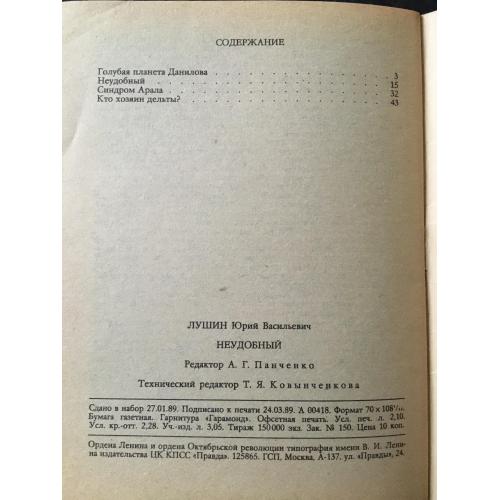 СОДЕРЖАНИЕ
Голубая планета Данилова . . . . . . . . . . . . . . 3
Неудобный . . . . . . . . . . . . . . . . . . 15
Синдром Арала . . . . . . . . . . . . . . . . . 32
Кто хозяин дельты? . . . . . . . . . . . . . . . 43
ЛУШИН Юрий Васильевич
НЕУДОБНЫЙ
Редактор А. Г. Панченко
Технический редактор Т. Я. Ковынченкова
Сдано в набор 27.01.89. Подписано к печати 24.03.89. А 00418. Формат 70 × 108¹/₃₂.
Бумага газетная. Гарнитура «Гарамонд». Офсетная печать. Усл. печ. л. 2,10.
Усл. кр.-отт. 2,28. Уч.-изд. л. 3,05. Тираж 150 000 экз. Зак. № 150. Цена 10 коп.
Ордена Ленина и ордена Октябрьской революции типография имени В. И. Лени-
на издательства ЦК КПСС «Правда». 125865. ГСП, Москва, А-137, ул. «Правды», 24.